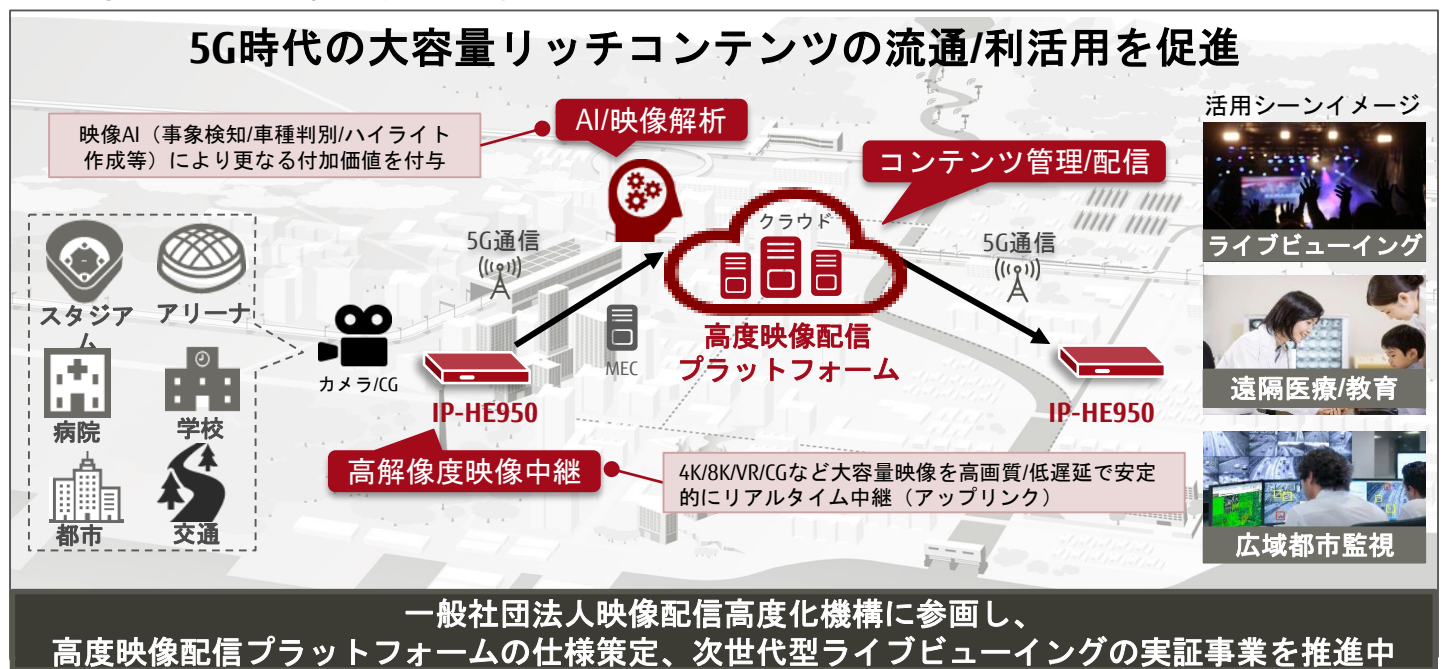 5G時代の大容量リッチコンテンツの流通/利活用を促進
映像AI（事象検知/車種判別/ハイライト
作成等）により更なる付加価値を付与
AI/映像解析
コンテンツ管理/配信
活用シーンイメージ
ライブビューイング
遠隔医療/教育
広域都市監視
スタジア
ム
アリーナ
病院
学校
都市
交通
カメラ/CG
5G通信
IP-HE950
MEC
クラウド
高度映像配信
プラットフォーム
5G通信
IP-HE950
高解像度映像中継
4K/8K/VR/CGなど大容量映像を高画質/低遅延で安定
的にリアルタイム中継（アップリンク）
一般社団法人映像配信高度化機構に参画し、
高度映像配信プラットフォームの仕様策定、次世代型ライブビューイングの実証事業を推進中